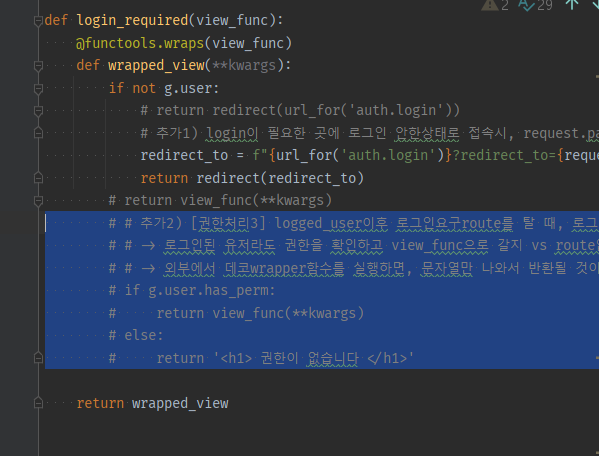 2 29
def login_required(view_func):
@functools.wraps(view_func)
def wrapped_view(**kwargs):
if not g.user:
# return redirect(url_for('auth.login'))
# 추가1) login이 필요한 곳에 로그인 안한상태로 접속시, request.pa
redirect_to = f"{url_for('auth.login')}?redirect_to={reque
return redirect(redirect_to)
# return view_func(**kwargs)
# # 추가2) [권한처리3] logged_user이후 로그인요구route를 탈 때, 로그
# # -> 로그인된 유저라도 권한을 확인하고 view_func으로 갈지 vs route
# # -> 외부에서 데코wrapper함수를 실행하면, 문자열만 나와서 반환될 것이
# if g.user.has_perm:
# return view_func(**kwargs)
# else:
# return '<h1> 권한이 없습니다 </h1>'
return wrapped_view